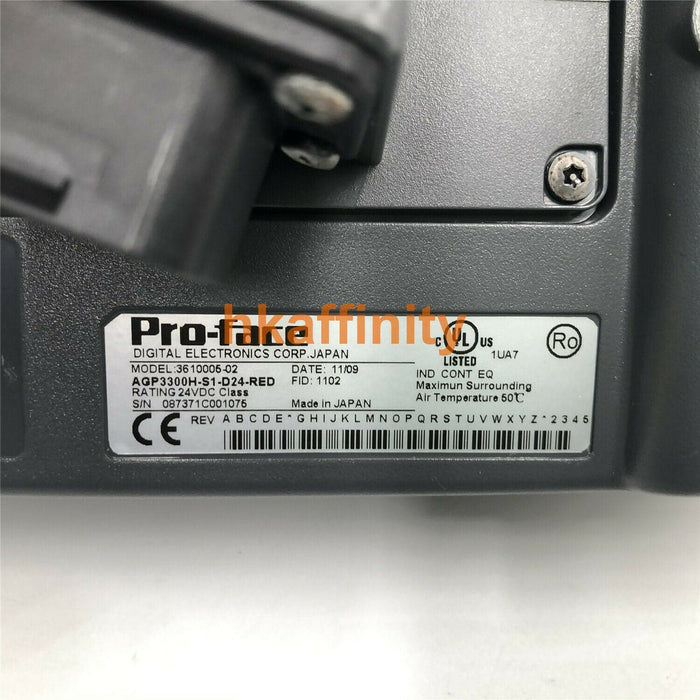 hkaffinity
Pro-face
DIGITAL ELECTRONICS CORP.JAPAN
MODEL:3610005-02 DATE: 11/09
AGP3300H-S1-D24-RED FID: 1102
RATING 24VDC Class
S/N 087371C001075 Made in JAPAN
C UL US
LISTED 1UA7
IND CONT EQ
Maximun Surrounding
Air Temperature 50℃
Ro
CE REV A B C D E * G H I J K L M N O P Q R S T U V W X Y Z * 2 3 4 5